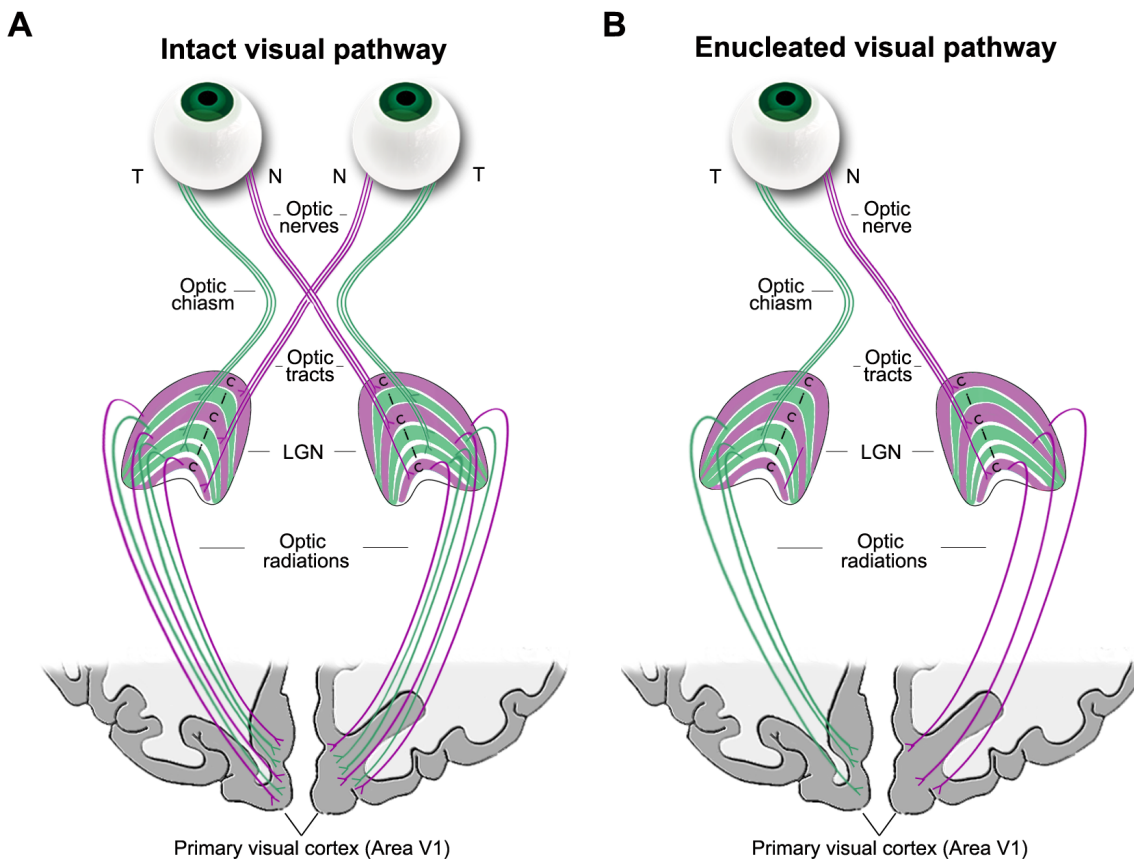 A
Intact visual pathway
T
N
N
T
Optic
nerves
Optic
chiasm
Optic
tracts
C
C
C
C
C
C
LGN
Optic
radiations
Primary visual cortex (Area V1)
B
Enucleated visual pathway
T
N
Optic
nerve
Optic
chiasm
Optic
tracts
C
C
C
C
C
C
LGN
Optic
radiations
Primary visual cortex (Area V1)